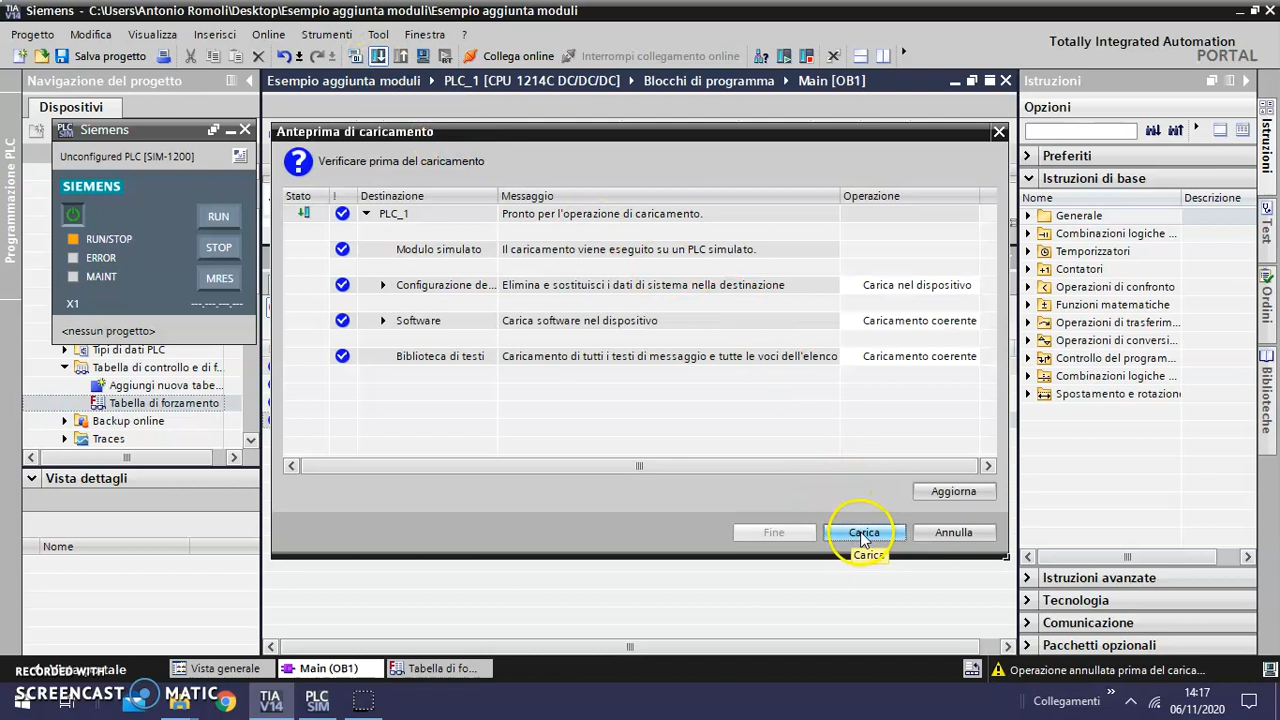 TIA V14 Siemens - C:\Users\Antonio Romoli\Desktop\Esempio aggiunta moduli\Esempio aggiunta moduli
Progetto Modifica Visualizza Inserisci Online Strumenti Tool Finestra ?
Totally Integrated Automation
PORTAL
Salva progetto Collega online Interrompi collegamento online
Navigazione del progetto
Esempio aggiunta moduli PLC_1 [CPU 1214C DC/DC/DC] Blocchi di programma Main [OB1]
Istruzioni
Dispositivi
Opzioni
Programmazione PLC
PLC SIM Siemens
Unconfigured PLC [SIM-1200]
SIEMENS
RUN
RUN/STOP
STOP
ERROR
MAINT
MRES
X1 ---.---.---.---
<nessun progetto>
Anteprima di caricamento
? Verificare prima del caricamento
Stato ! Destinazione Messaggio Operazione
PLC_1 Pronto per l'operazione di caricamento.
Modulo simulato Il caricamento viene eseguito su un PLC simulato.
Configurazione de... Elimina e sostituisci i dati di sistema nella destinazione Carica nel dispositivo
Software Carica software nel dispositivo Caricamento coerente
Biblioteca di testi Caricamento di tutti i testi di messaggio e tutte le voci dell'elenco Caricamento coerente
Aggiorna
Fine Carica Annulla
Carica
Preferiti
Istruzioni di base
Nome Descrizione
Generale
Combinazioni logiche ...
Temporizzatori
Contatori
Operazioni di confronto
Funzioni matematiche
Operazioni di trasferim...
Operazioni di conversi...
Controllo del program...
Combinazioni logiche ...
Spostamento e rotazione
Istruzioni avanzate
Tecnologia
Comunicazione
Pacchetti opzionali
Istruzioni
Test
Ordini
Biblioteche
Tipi di dati PLC
Tabella di controllo e di f...
Aggiungi nuova tabe...
Tabella di forzamento
Backup online
Traces
Vista dettagli
Nome
Vista generale Main (OB1) Tabella di fo...
Operazione annullata prima del carica...
RECORDED WITH
SCREENCAST MATIC
TIA V14
PLC SIM
Collegamenti
14:17
06/11/2020